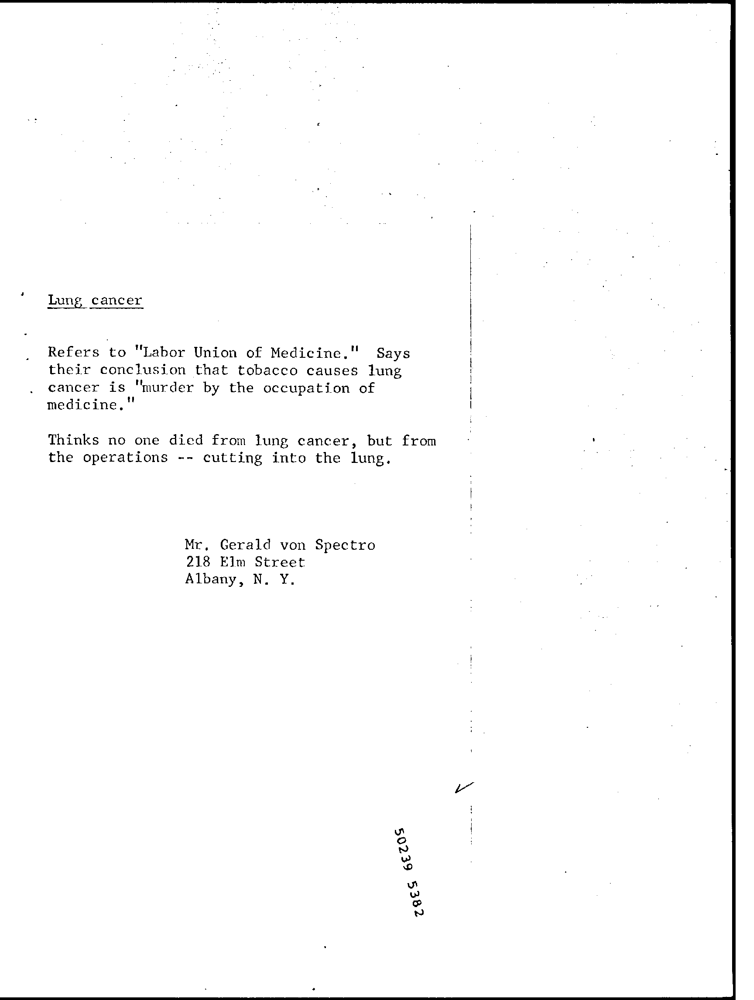 Lung cancer
Refers to "Labor Union of Medicine." Says
their conclusion that tobacco causes lung
cancer is "murder by the occupation of
medicine."
Thinks no one died from lung cancer, but from
the operations -- cutting into the lung.
Mr. Gerald von Spectro
218 Elm Street
Albany, N. Y.
50239 5382